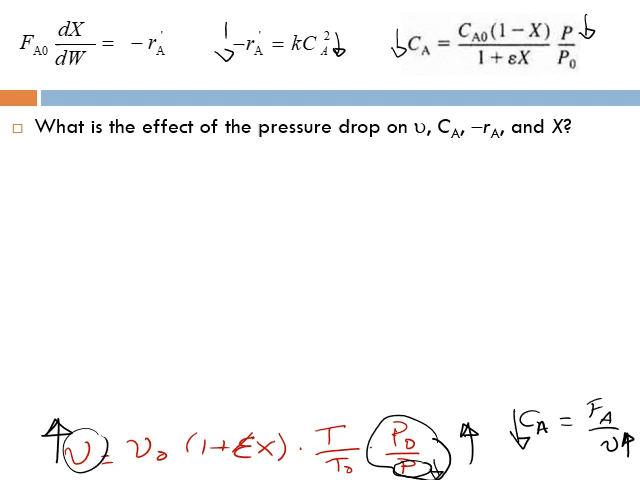 F_A0 dX/dW = −r'_A ↓−r'_A = kC_A^2↓ ↓C_A = C_A0(1 − X)/(1 + εX) P/P_0 ↓
□ What is the effect of the pressure drop on υ, C_A, −r_A, and X?
↑υ = υ_0 (1+εX) · T/T_0 · P_0/P↓ ↑ ↓C_A = F_A/υ↑